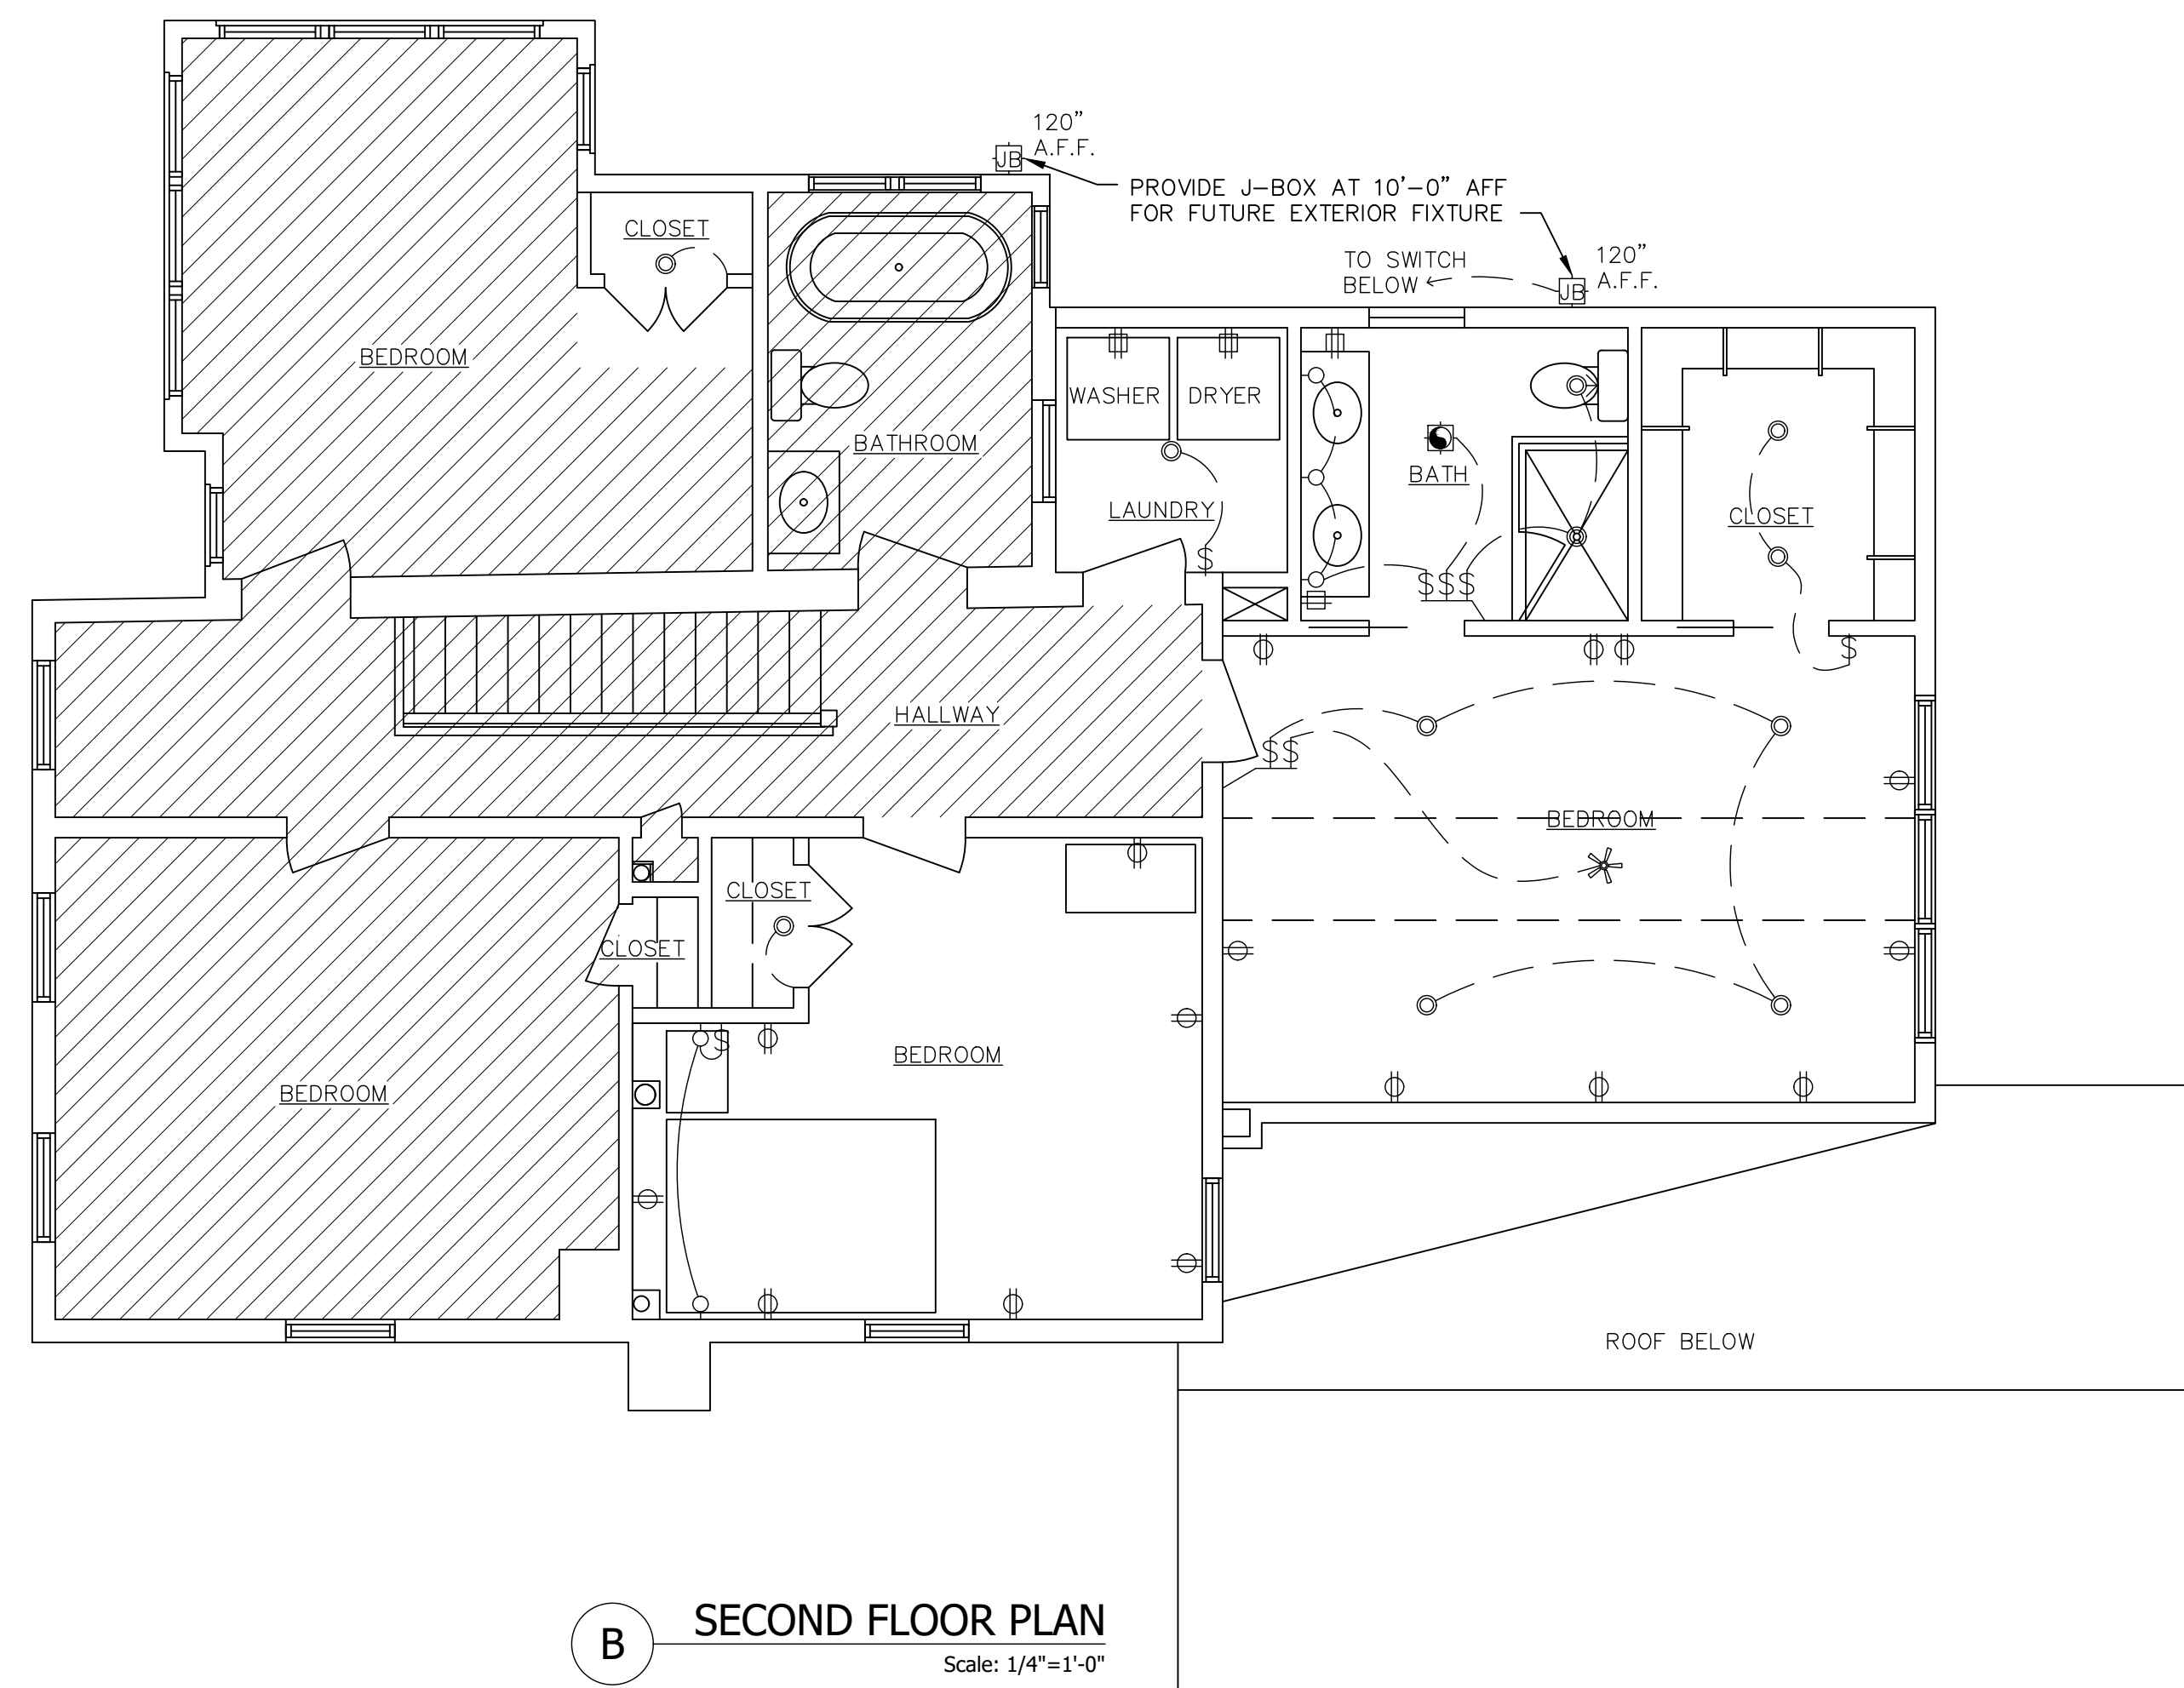 120”
A.F.F.
JB
PROVIDE J–BOX AT 10’–0” AFF
FOR FUTURE EXTERIOR FIXTURE
CLOSET
TO SWITCH
BELOW
120”
A.F.F.
JB
BEDROOM
WASHER
DRYER
BATHROOM
BATH
LAUNDRY
CLOSET
$
$$$
$
HALLWAY
$$
BEDROOM
CLOSET
CLOSET
$
BEDROOM
BEDROOM
ROOF BELOW
B
SECOND FLOOR PLAN
Scale: 1/4"=1'-0"